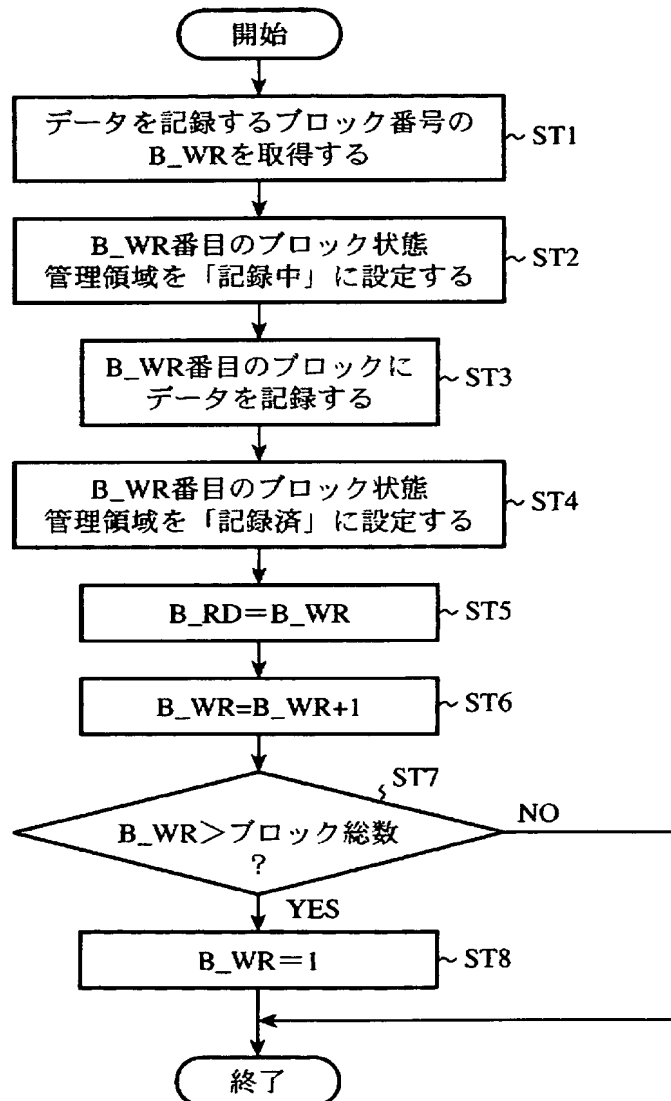 開始
データを記録するブロック番号の
B_WRを取得する
~ST1
B_WR番目のブロック状態
管理領域を「記録中」に設定する
~ST2
B_WR番目のブロックに
データを記録する
~ST3
B_WR番目のブロック状態
管理領域を「記録済」に設定する
~ST4
B_RD＝B_WR
~ST5
B_WR=B_WR+1
~ST6
ST7
B_WR＞ブロック総数
?
NO
YES
B_WR＝1
~ST8
終了